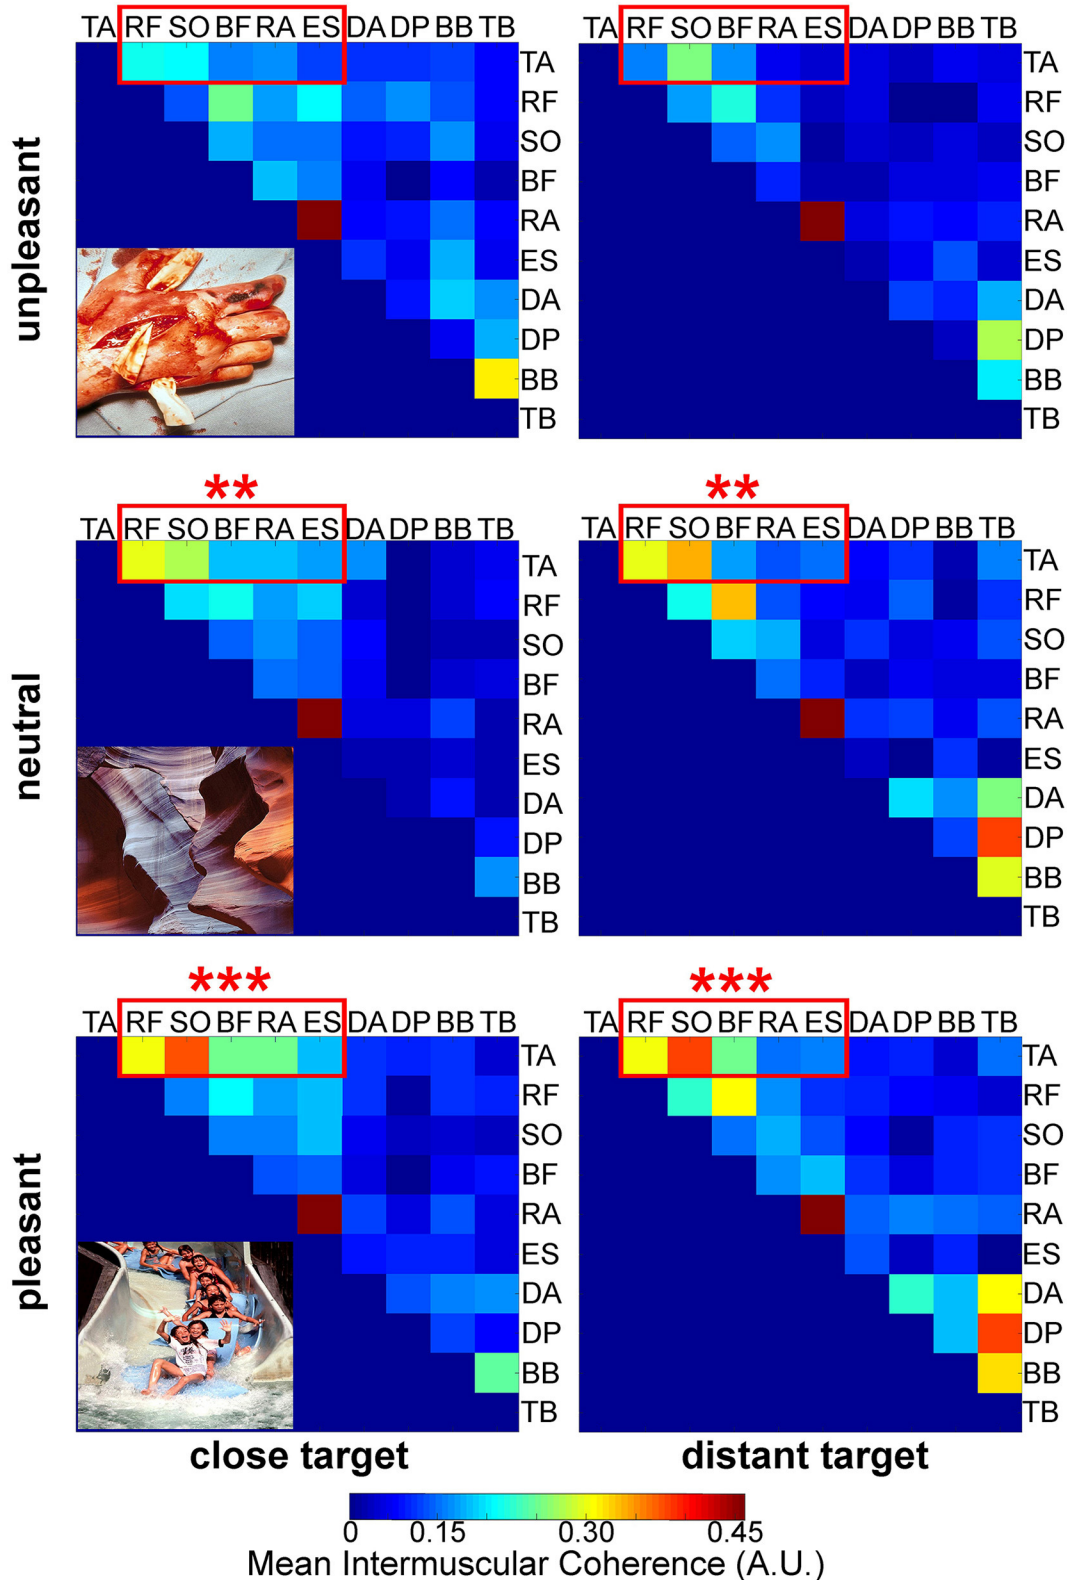 TA RF SO BF RA ES DA DP BB TB
TA
RF
SO
BF
RA
ES
DA
DP
BB
TB
TA RF SO BF RA ES DA DP BB TB
TA
RF
SO
BF
RA
ES
DA
DP
BB
TB
unpleasant
**
TA RF SO BF RA ES DA DP BB TB
TA
RF
SO
BF
RA
ES
DA
DP
BB
TB
**
TA RF SO BF RA ES DA DP BB TB
TA
RF
SO
BF
RA
ES
DA
DP
BB
TB
neutral
***
TA RF SO BF RA ES DA DP BB TB
TA
RF
SO
BF
RA
ES
DA
DP
BB
TB
***
TA RF SO BF RA ES DA DP BB TB
TA
RF
SO
BF
RA
ES
DA
DP
BB
TB
pleasant
close target
distant target
0 0.15 0.30 0.45
Mean Intermuscular Coherence (A.U.)